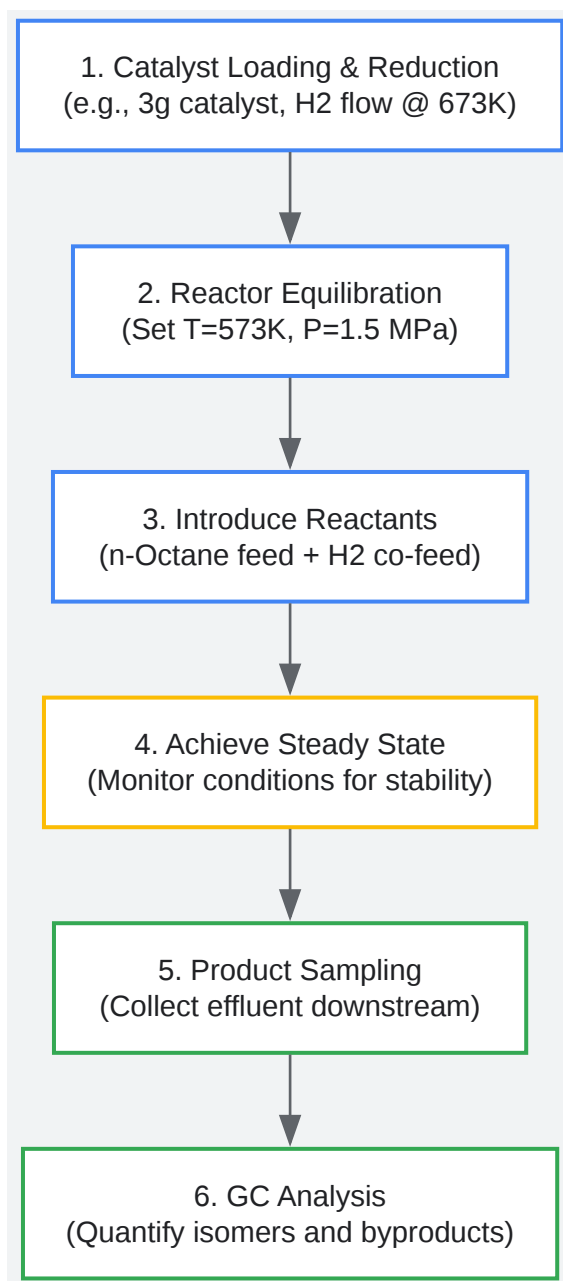 1. Catalyst Loading & Reduction
(e.g., 3g catalyst, H2 flow @ 673K)
2. Reactor Equilibration
(Set T=573K, P=1.5 MPa)
3. Introduce Reactants
(n-Octane feed + H2 co-feed)
4. Achieve Steady State
(Monitor conditions for stability)
5. Product Sampling
(Collect effluent downstream)
6. GC Analysis
(Quantify isomers and byproducts)